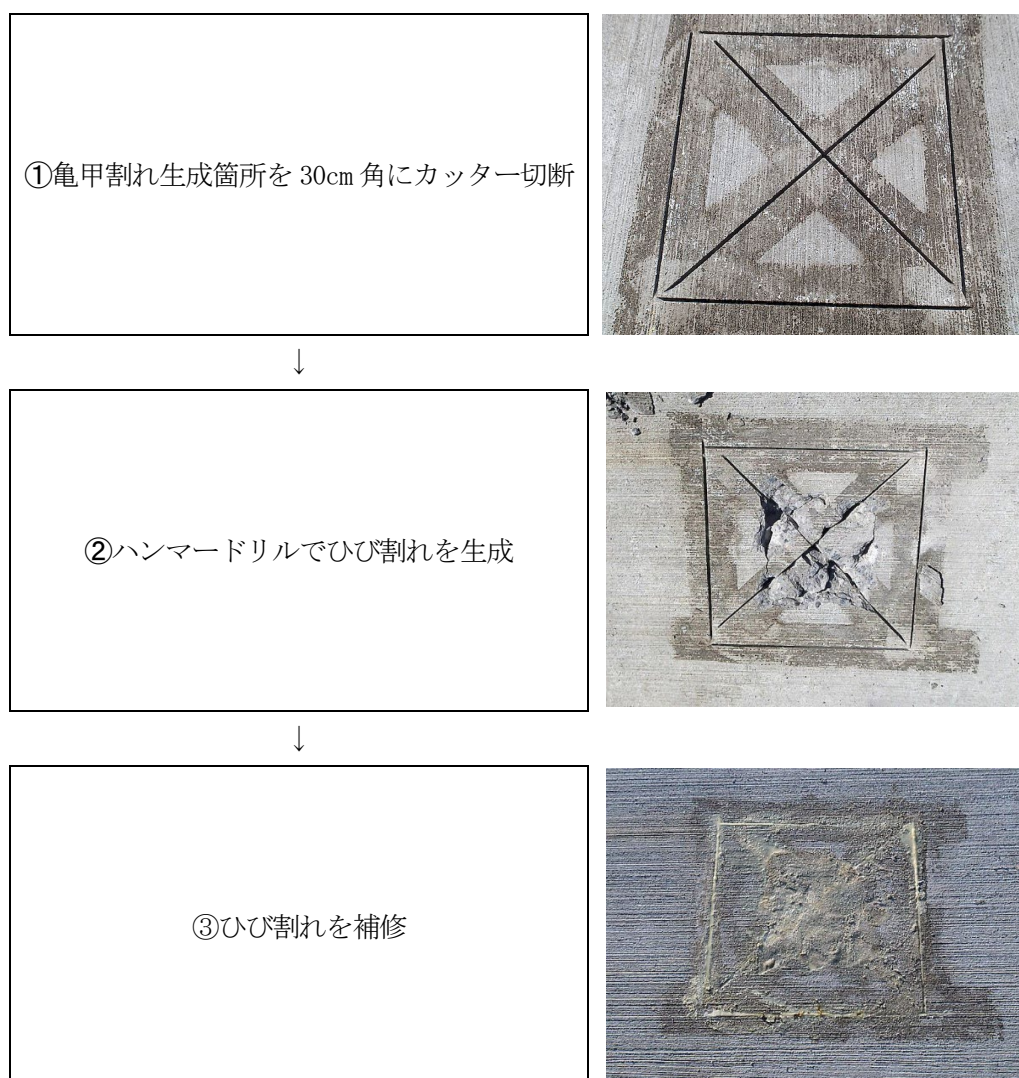 ①亀甲割れ生成箇所を 30cm 角にカッター切断
↓
②ハンマードリルでひび割れを生成
↓
③ひび割れを補修